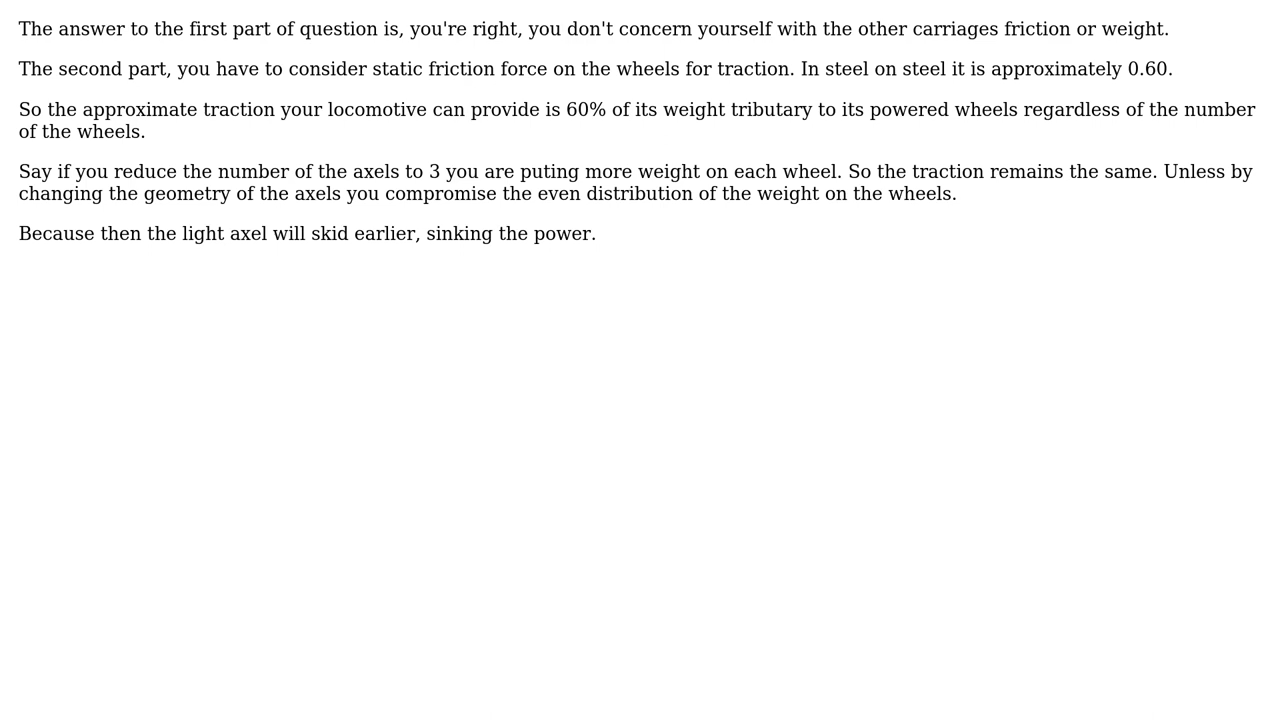 The answer to the first part of question is, you're right, you don't concern yourself with the other carriages friction or weight.
The second part, you have to consider static friction force on the wheels for traction. In steel on steel it is approximately 0.60.
So the approximate traction your locomotive can provide is 60% of its weight tributary to its powered wheels regardless of the number
of the wheels.
Say if you reduce the number of the axels to 3 you are puting more weight on each wheel. So the traction remains the same. Unless by
changing the geometry of the axels you compromise the even distribution of the weight on the wheels.
Because then the light axel will skid earlier, sinking the power.